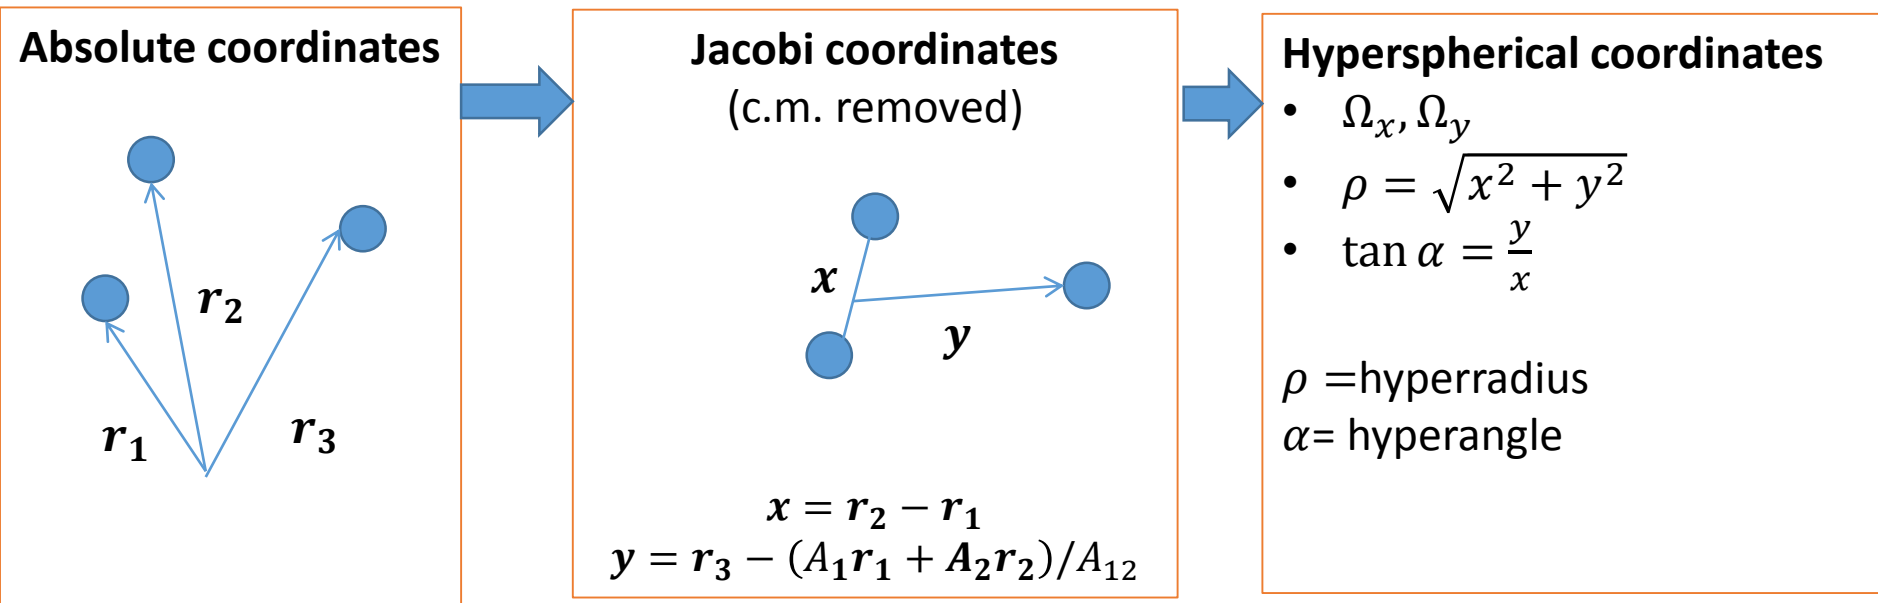 Absolute coordinates
r₂
r₁
r₃
Jacobi coordinates
(c.m. removed)
x
y
x = r₂ − r₁
y = r₃ − (A₁r₁ + A₂r₂)/A₁₂
Hyperspherical coordinates
• Ωₓ, Ω_y
• ρ = √(x² + y²)
• tan α = y/x
ρ =hyperradius
α= hyperangle